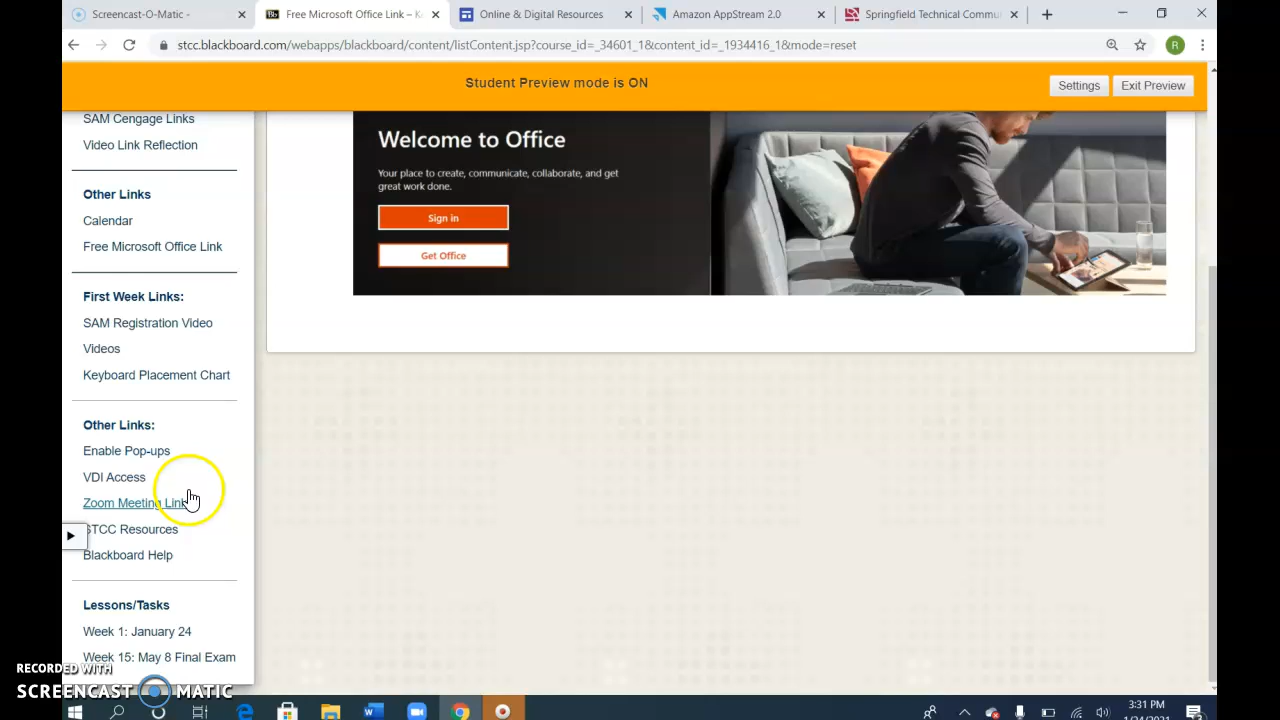 Screencast-O-Matic -
Bb Free Microsoft Office Link – Ke
Online & Digital Resources
Amazon AppStream 2.0
Springfield Technical Commu
stcc.blackboard.com/webapps/blackboard/content/listContent.jsp?course_id=_34601_1&content_id=_1934416_1&mode=reset
R
Student Preview mode is ON
Settings
Exit Preview
SAM Cengage Links
Video Link Reflection
Other Links
Calendar
Free Microsoft Office Link
First Week Links:
SAM Registration Video
Videos
Keyboard Placement Chart
Other Links:
Enable Pop-ups
VDI Access
Zoom Meeting Link
STCC Resources
Blackboard Help
Lessons/Tasks
Week 1: January 24
Week 15: May 8 Final Exam
Welcome to Office
Your place to create, communicate, collaborate, and get
great work done.
Sign in
Get Office
RECORDED WITH
SCREENCAST MATIC
3:31 PM
1/24/2021